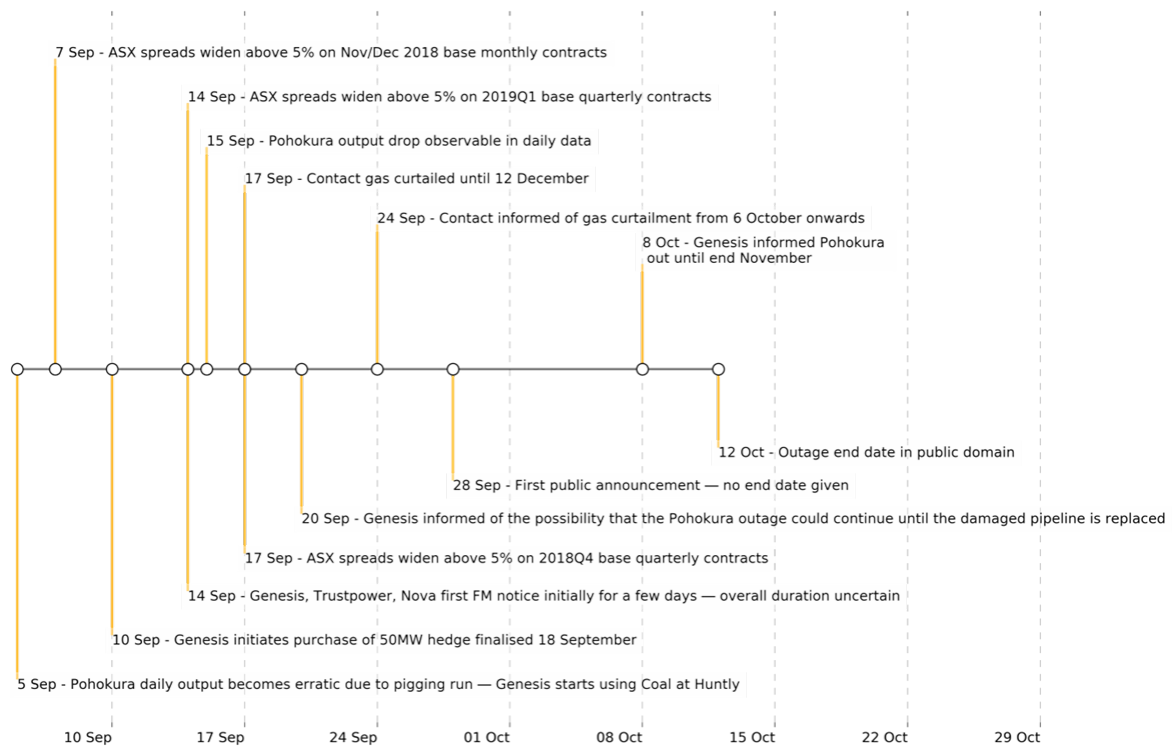 7 Sep - ASX spreads widen above 5% on Nov/Dec 2018 base monthly contracts
14 Sep - ASX spreads widen above 5% on 2019Q1 base quarterly contracts
15 Sep - Pohokura output drop observable in daily data
17 Sep - Contact gas curtailed until 12 December
24 Sep - Contact informed of gas curtailment from 6 October onwards
8 Oct - Genesis informed Pohokura
out until end November
12 Oct - Outage end date in public domain
28 Sep - First public announcement — no end date given
20 Sep - Genesis informed of the possibility that the Pohokura outage could continue until the damaged pipeline is replaced
17 Sep - ASX spreads widen above 5% on 2018Q4 base quarterly contracts
14 Sep - Genesis, Trustpower, Nova first FM notice initially for a few days — overall duration uncertain
10 Sep - Genesis initiates purchase of 50MW hedge finalised 18 September
5 Sep - Pohokura daily output becomes erratic due to pigging run — Genesis starts using Coal at Huntly
10 Sep 17 Sep 24 Sep 01 Oct 08 Oct 15 Oct 22 Oct 29 Oct